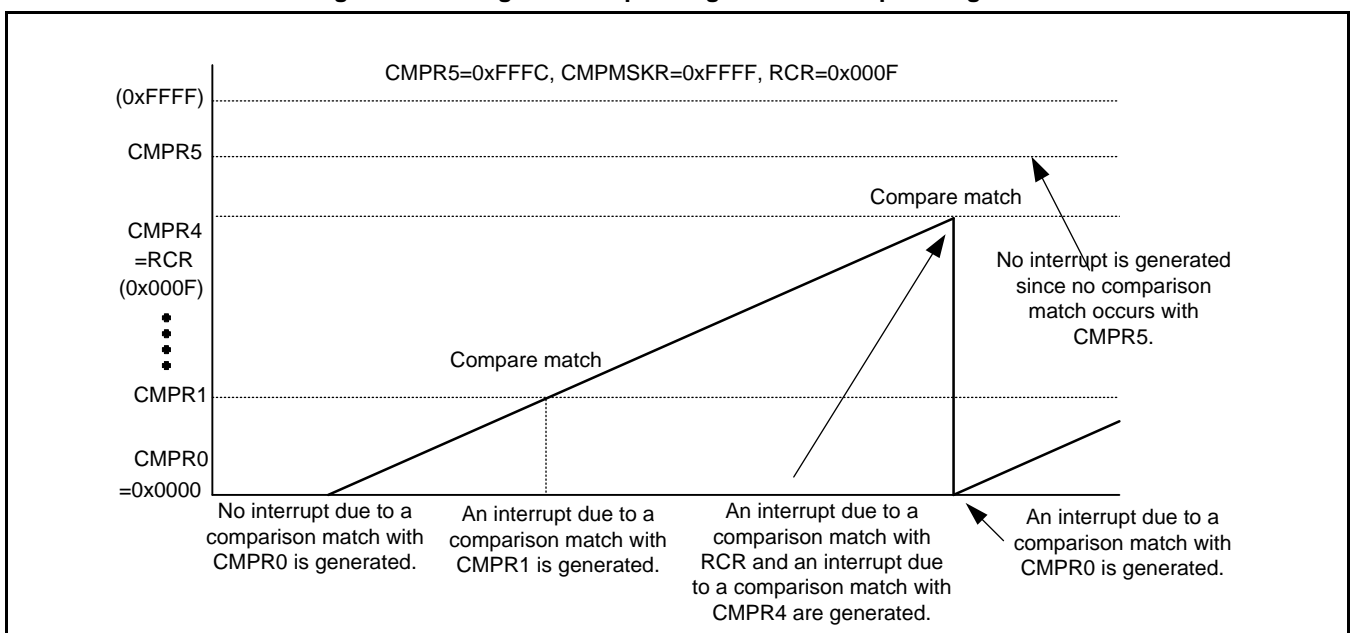 CMPR5=0xFFFC, CMPMSKR=0xFFFF, RCR=0x000F
(0xFFFF)
CMPR5
Compare match
CMPR4
=RCR
(0x000F)
No interrupt is generated
since no comparison
match occurs with
CMPR5.
Compare match
CMPR1
CMPR0
=0x0000
No interrupt due to a
comparison match with
CMPR0 is generated.
An interrupt due to a
comparison match with
CMPR1 is generated.
An interrupt due to a
comparison match with
RCR and an interrupt due
to a comparison match with
CMPR4 are generated.
An interrupt due to a
comparison match with
CMPR0 is generated.